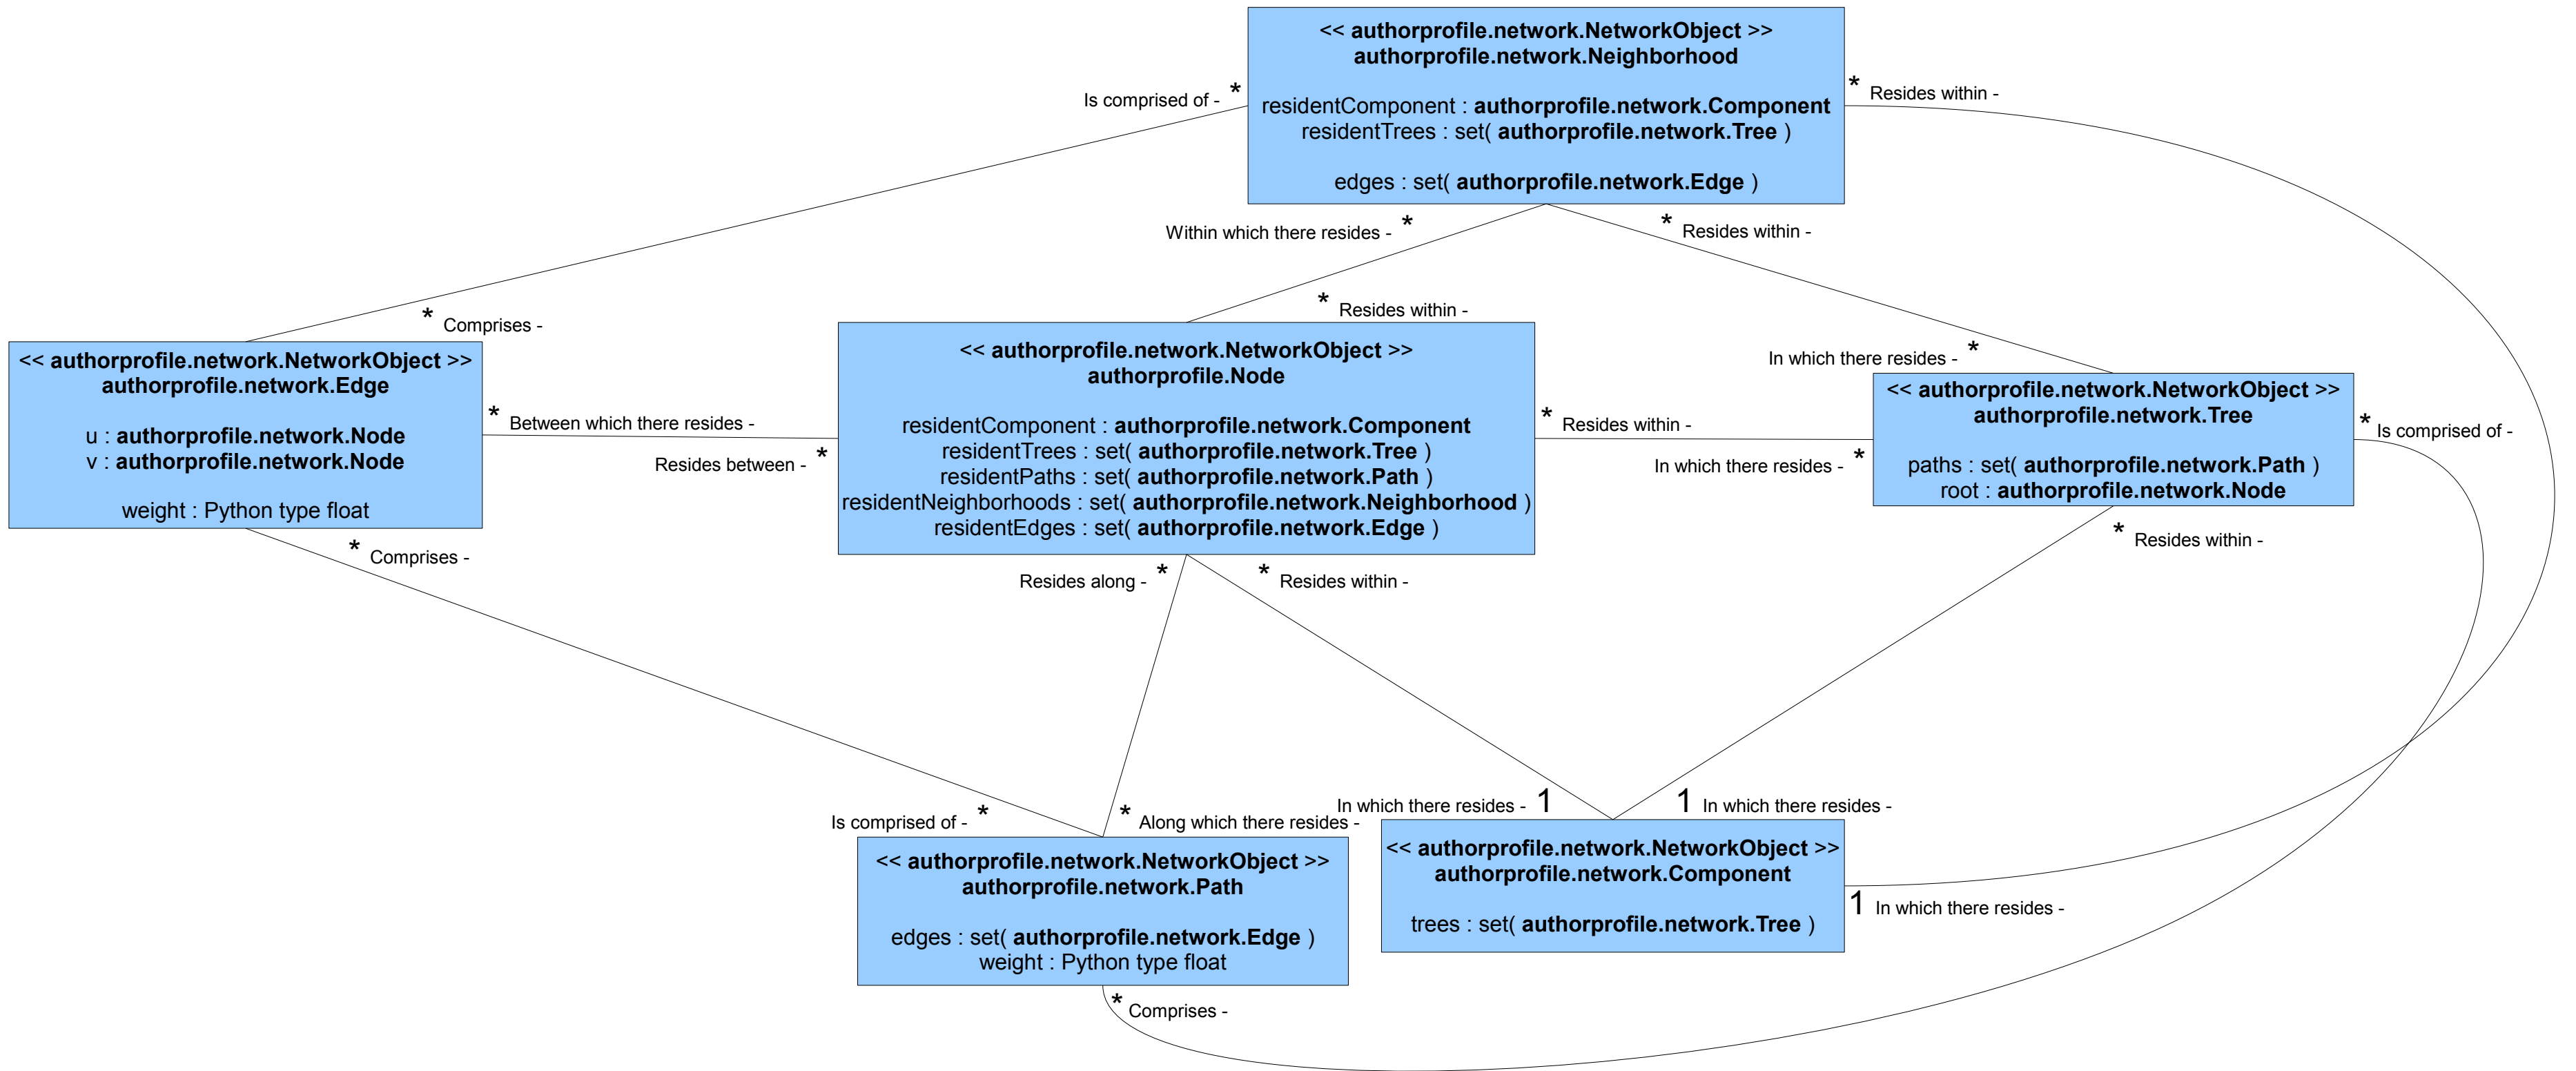 << authorprofile.network.NetworkObject >>
authorprofile.network.Neighborhood
residentComponent : authorprofile.network.Component
residentTrees : set( authorprofile.network.Tree )
edges : set( authorprofile.network.Edge )
Is comprised of - *
* Resides within -
Within which there resides - *
* Resides within -
* Comprises -
* Resides within -
In which there resides - *
<< authorprofile.network.NetworkObject >>
authorprofile.network.Edge
u : authorprofile.network.Node
v : authorprofile.network.Node
weight : Python type float
* Between which there resides -
Resides between - *
<< authorprofile.network.NetworkObject >>
authorprofile.Node
residentComponent : authorprofile.network.Component
residentTrees : set( authorprofile.network.Tree )
residentPaths : set( authorprofile.network.Path )
residentNeighborhoods : set( authorprofile.network.Neighborhood )
residentEdges : set( authorprofile.network.Edge )
* Resides within -
In which there resides - *
<< authorprofile.network.NetworkObject >>
authorprofile.network.Tree
paths : set( authorprofile.network.Path )
root : authorprofile.network.Node
* Is comprised of -
* Comprises -
Resides along - *
* Resides within -
* Resides within -
Is comprised of - *
* Along which there resides -
In which there resides - 1
1 In which there resides -
<< authorprofile.network.NetworkObject >>
authorprofile.network.Path
edges : set( authorprofile.network.Edge )
weight : Python type float
* Comprises -
<< authorprofile.network.NetworkObject >>
authorprofile.network.Component
trees : set( authorprofile.network.Tree )
1 In which there resides -